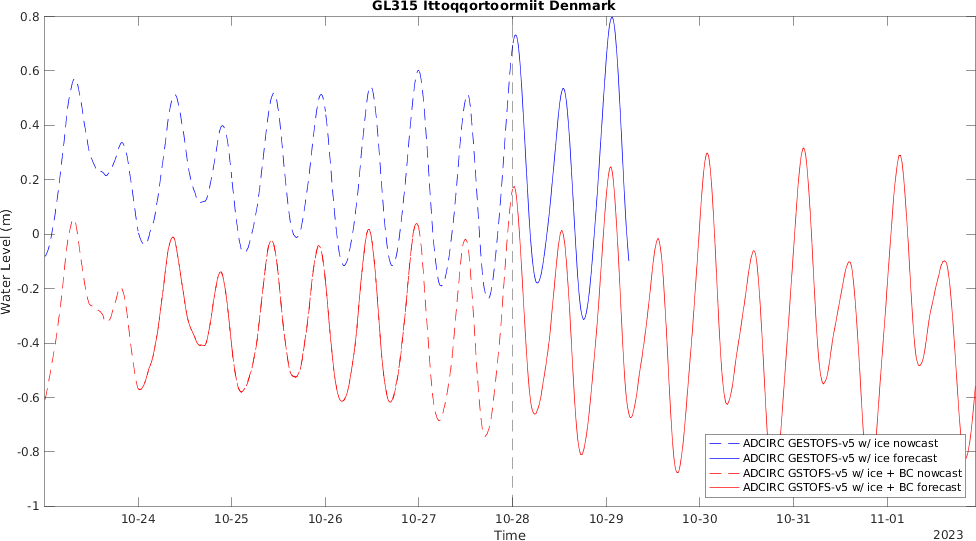 GL315 Ittoqqortoormiit Denmark
0.8
0.6
0.4
0.2
0
-0.2
-0.4
-0.6
-0.8
-1
Water Level (m)
10-24 10-25 10-26 10-27 10-28 10-29 10-30 10-31 11-01
Time
2023
ADCIRC GESTOFS-v5 w/ ice nowcast
ADCIRC GESTOFS-v5 w/ ice forecast
ADCIRC GSTOFS-v5 w/ ice + BC nowcast
ADCIRC GSTOFS-v5 w/ ice + BC forecast